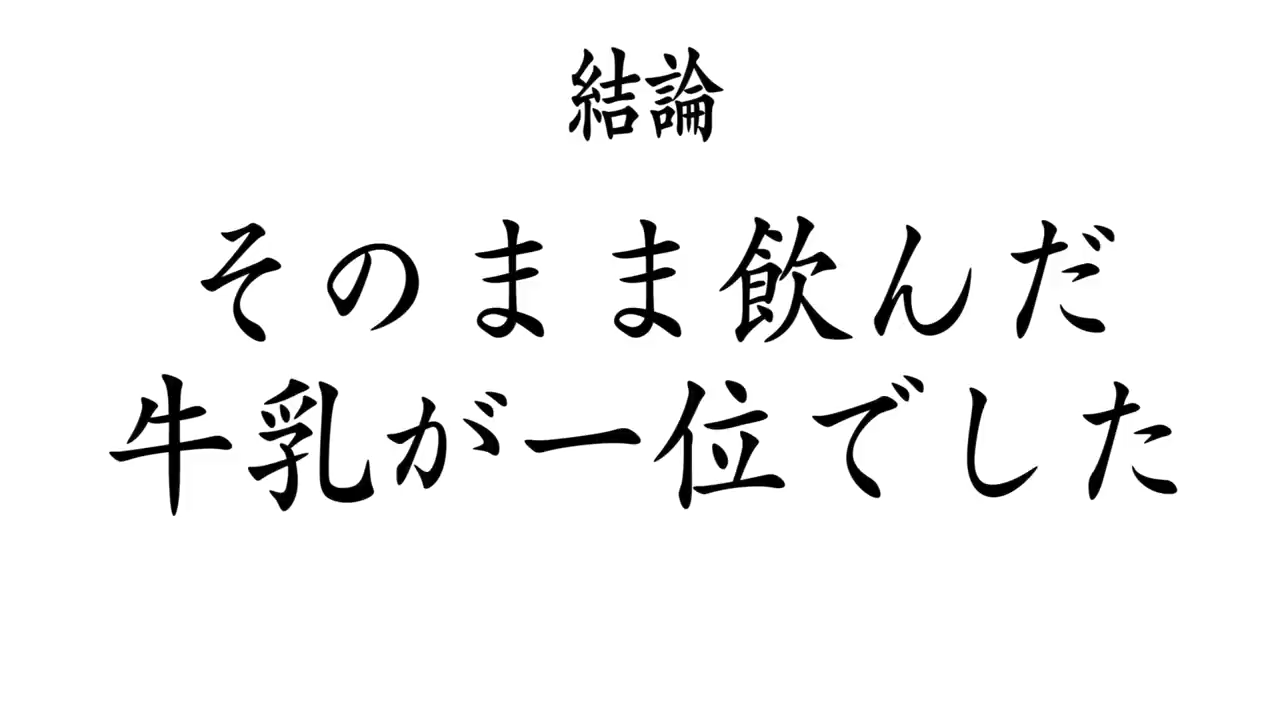 結論
そのまま飲んだ
牛乳が一位でした